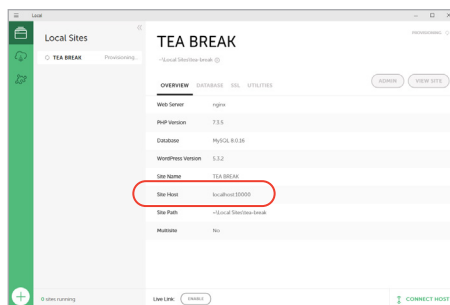 Local
Local Sites
TEA BREAK
Provisioning...
TEA BREAK
~\Local Sites\tea-break
PROVISIONING
OVERVIEW DATABASE SSL UTILITIES
ADMIN
VIEW SITE
Web Server nginx
PHP Version 7.3.5
Database MySQL 8.0.16
WordPress Version 5.3.2
Site Name TEA BREAK
Site Host localhost:10000
Site Path ~\Local Sites\tea-break
Multisite No
0 sites running
Live Link ENABLE
CONNECT HOST